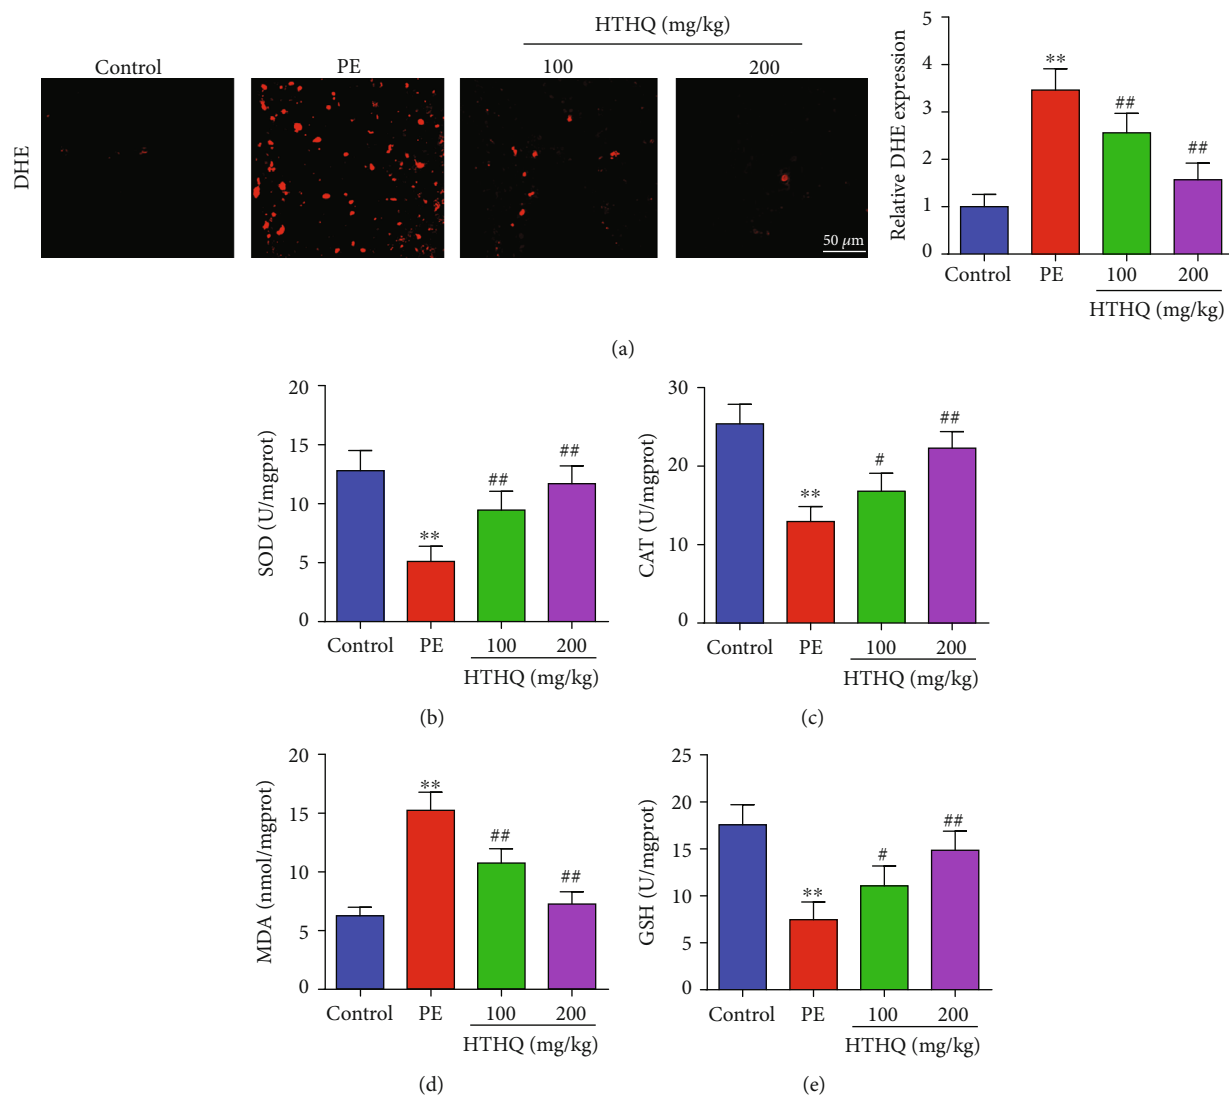 HTHQ (mg/kg)
Control PE 100 200
DHE
50 μm
Relative DHE expression
5
4
3
2
1
0
**
##
##
Control PE 100 200
HTHQ (mg/kg)
(a)
SOD (U/mgprot)
20
15
10
5
0
**
##
##
Control PE 100 200
HTHQ (mg/kg)
(b)
CAT (U/mgprot)
30
20
10
0
**
#
##
Control PE 100 200
HTHQ (mg/kg)
(c)
MDA (nmol/mgprot)
20
15
10
5
0
**
##
##
Control PE 100 200
HTHQ (mg/kg)
(d)
GSH (U/mgprot)
25
20
15
10
5
0
**
#
##
Control PE 100 200
HTHQ (mg/kg)
(e)